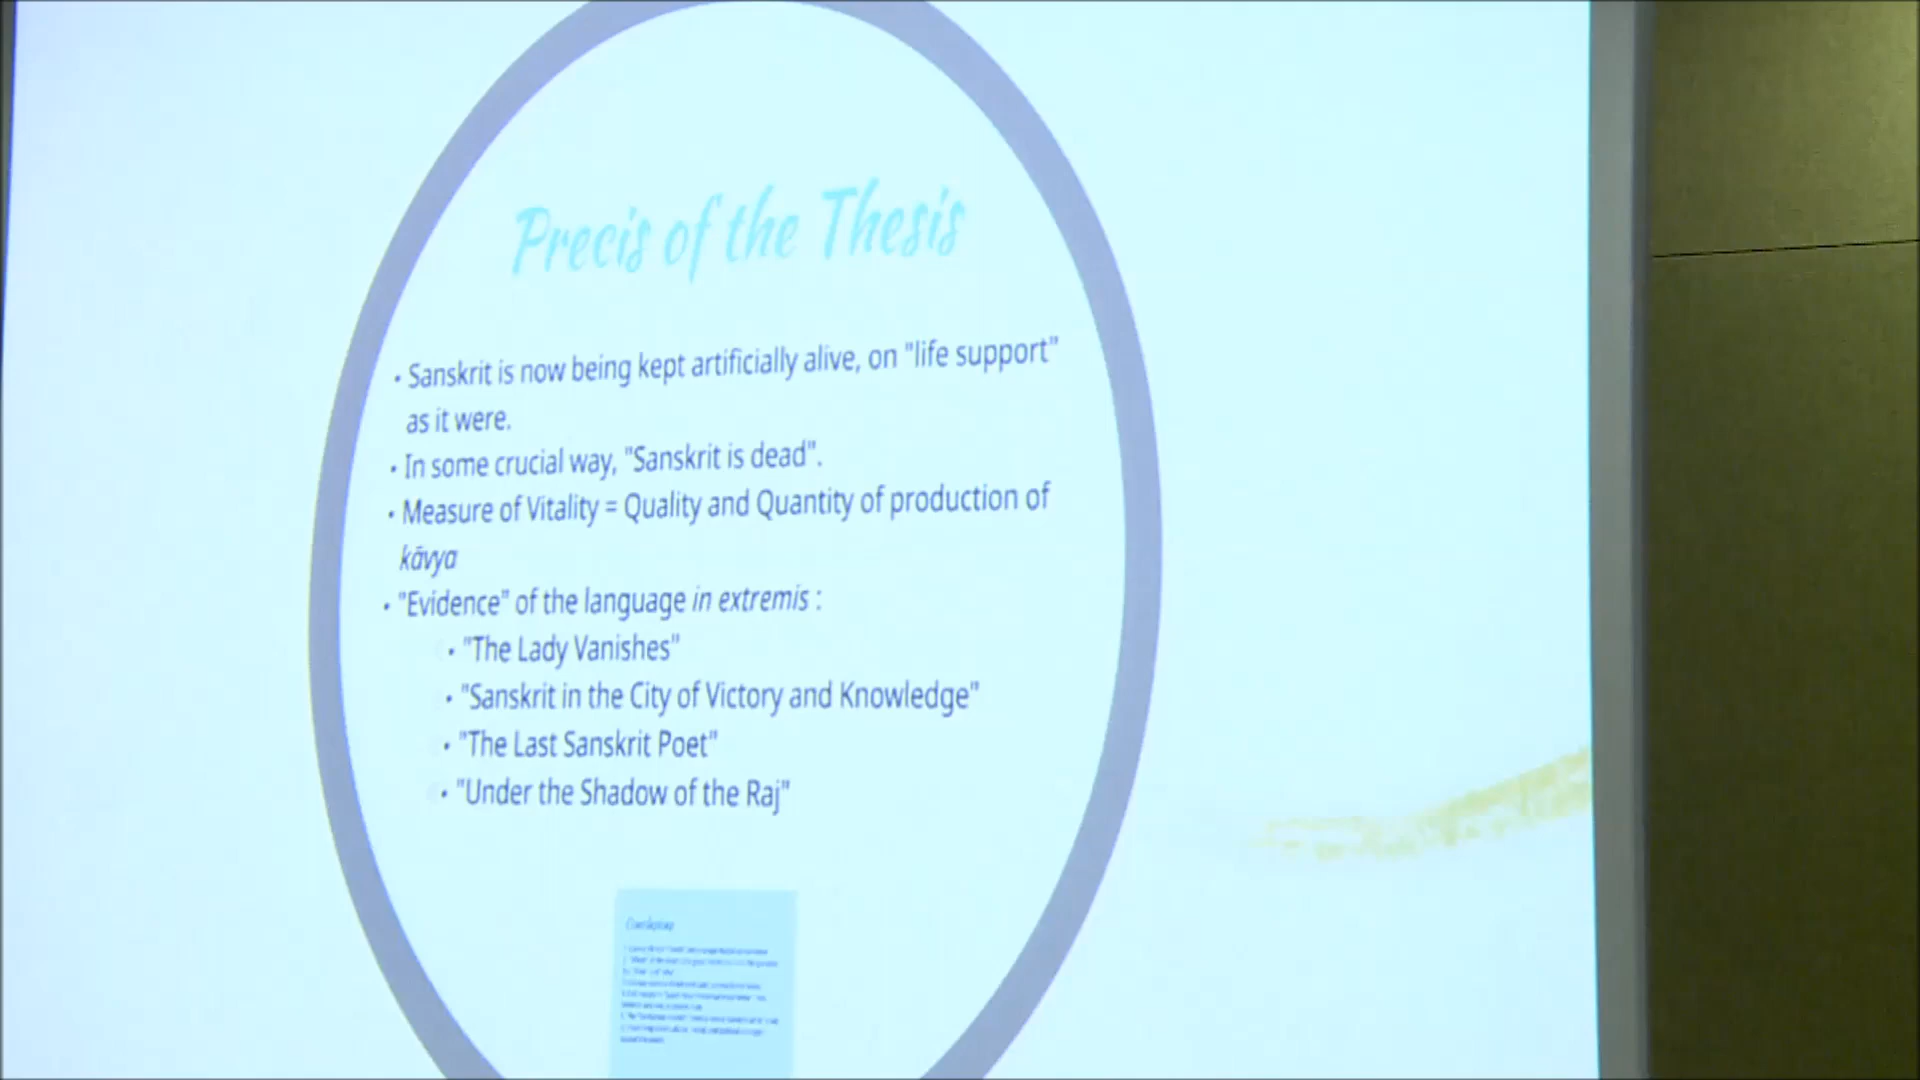 Precis of the Thesis
• Sanskrit is now being kept artificially alive, on "life support"
as it were.
• In some crucial way, "Sanskrit is dead".
• Measure of Vitality = Quality and Quantity of production of
kāvya
• "Evidence" of the language in extremis :
• "The Lady Vanishes"
• "Sanskrit in the City of Victory and Knowledge"
• "The Last Sanskrit Poet"
• "Under the Shadow of the Raj"